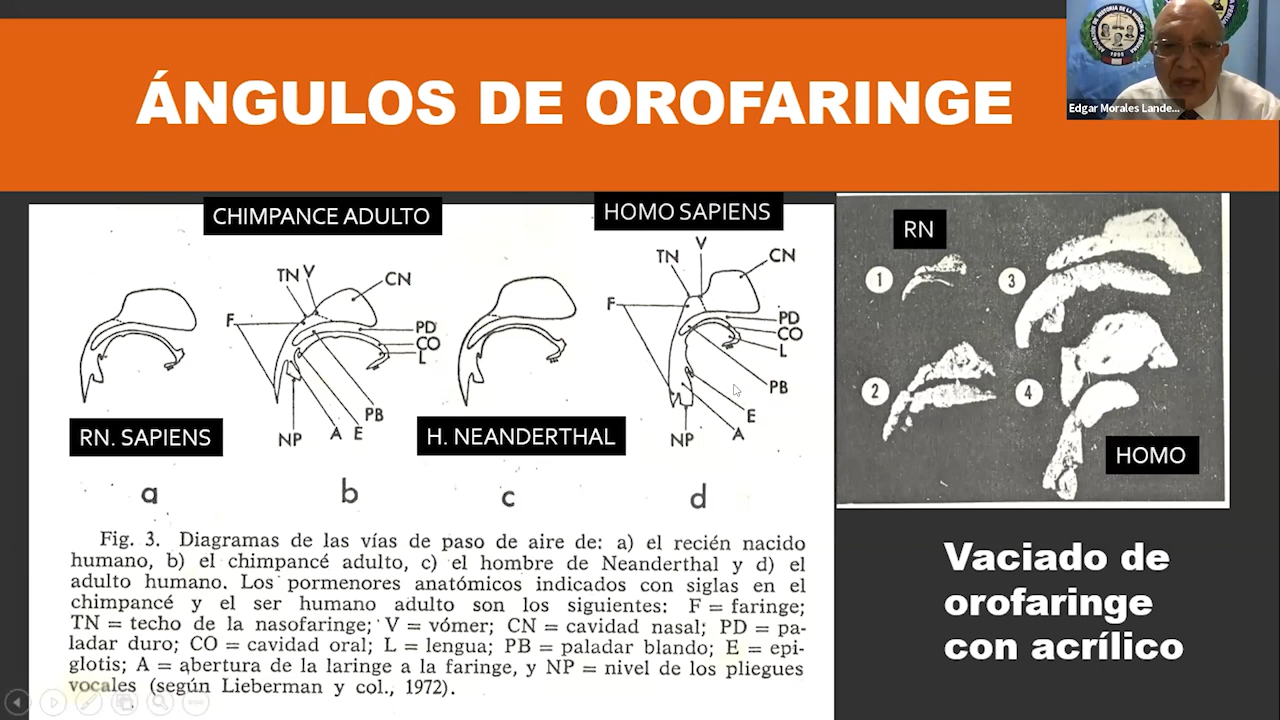 ÁNGULOS DE OROFARINGE
Edgar Morales Lande...
CHIMPANCE ADULTO
HOMO SAPIENS
RN
TN V
CN
F
PD
CO
L
PB
NP
A
E
V
TN
CN
F
PD
CO
L
PB
E
A
NP
1
3
2
4
RN. SAPIENS
H. NEANDERTHAL
HOMO
a
b
c
d
Fig. 3. Diagramas de las vías de paso de aire de: a) el recién nacido
humano, b) el chimpancé adulto, c) el hombre de Neanderthal y d) el
adulto humano. Los pormenores anatómicos indicados con siglas en el
chimpancé y el ser humano adulto son los siguientes: F = faringe;
TN = techo de la nasofaringe; V = vómer; CN = cavidad nasal; PD = pa-
ladar duro; CO = cavidad oral; L = lengua; PB = paladar blando; E = epi-
glotis; A = abertura de la laringe a la faringe, y NP = nivel de los pliegues
vocales (según Lieberman y col., 1972).
Vaciado de
orofaringe
con acrílico